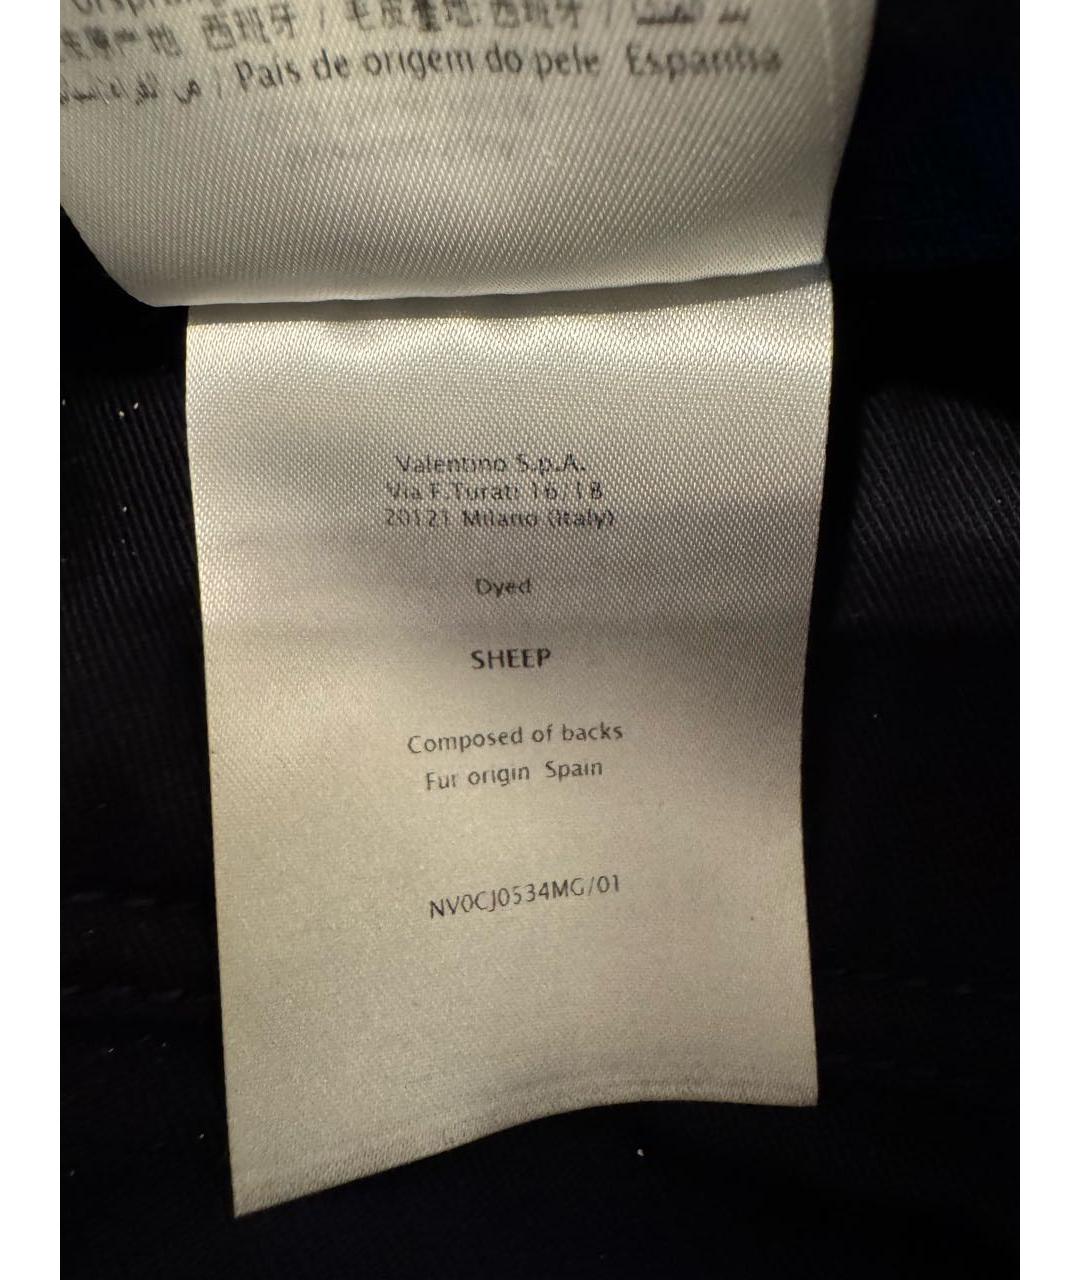 西班牙 / 毛皮產地: 西班牙 /
/ País de origem do pele Espanha
Valentino S.p.A.
Via F.Turati 16/18
20121 Milano (Italy)
Dyed
SHEEP
Composed of backs
Fur origin Spain
NV0CJ0534MG/01